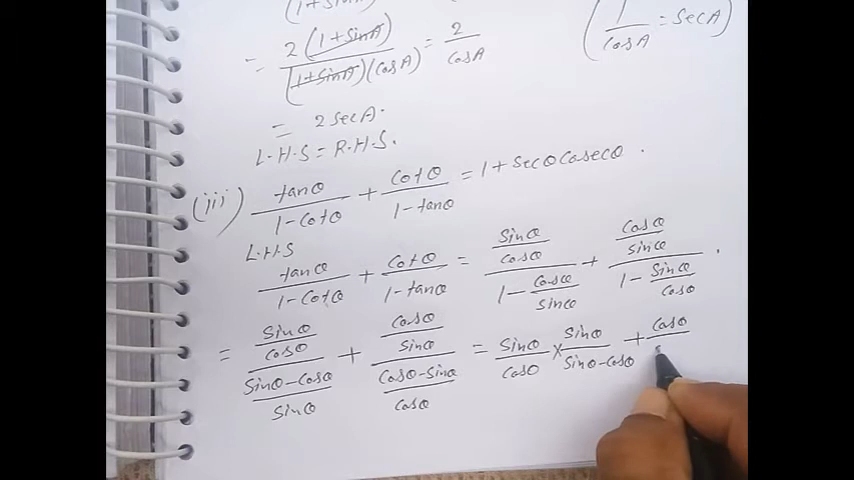 (1+sinA)
= 2(1+sinA) / (1+sinA)(cosA) = 2 / cosA (1 / cosA = secA)
= 2secA.
L.H.S = R.H.S.
(iii) tanθ / 1-cotθ + cotθ / 1-tanθ = 1+secθ cosecθ.
L.H.S
tanθ / 1-cotθ + cotθ / 1-tanθ = sinθ/cosθ / 1-cosθ/sinθ + cosθ/sinθ / 1-sinθ/cosθ.
= sinθ/cosθ / sinθ-cosθ/sinθ + cosθ/sinθ / cosθ-sinθ/cosθ = sinθ/cosθ × sinθ/sinθ-cosθ + cosθ/s